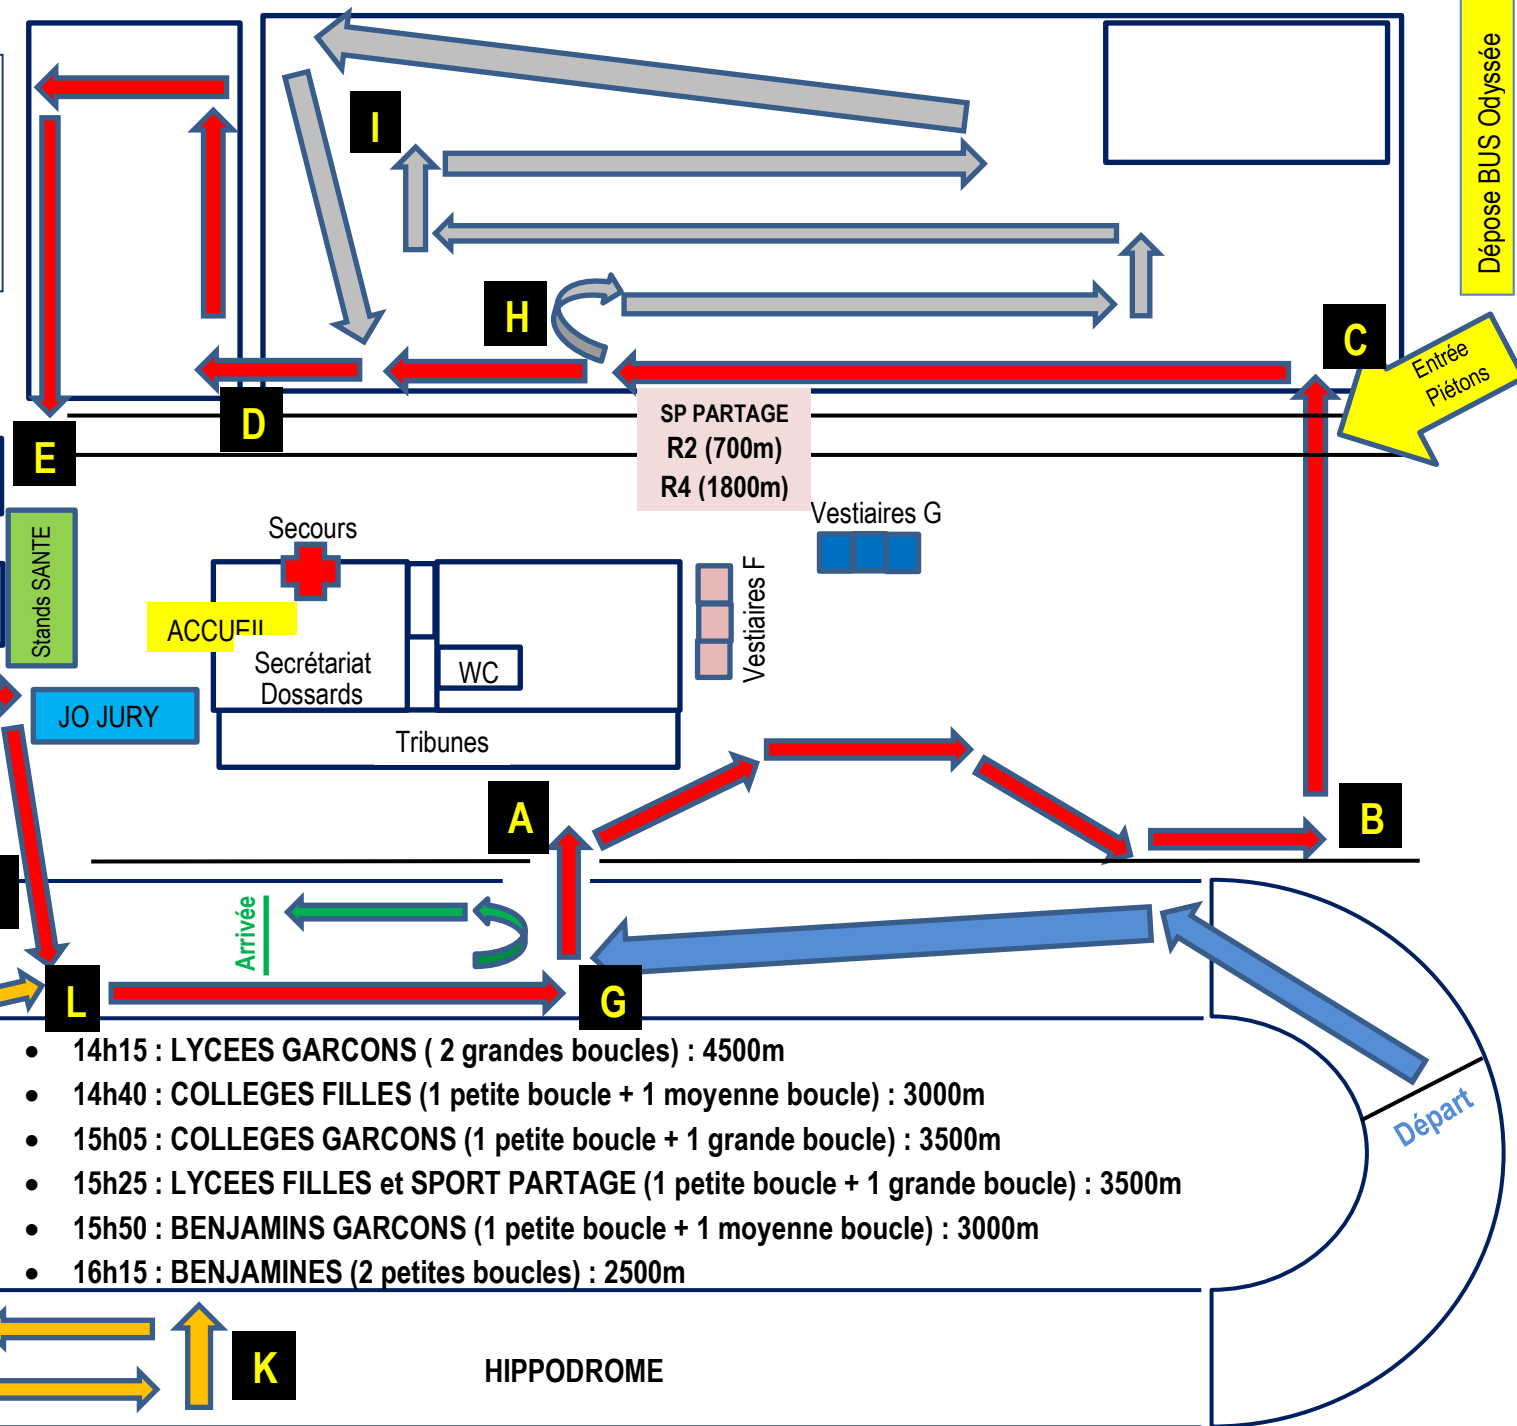 Dépose BUS Odyssée
I
H
C
Entrée
Piétons
SP PARTAGE
R2 (700m)
R4 (1800m)
D
E
Vestiaires G
Secours
Stands SANTE
Vestiaires F
ACCUEIL
Secrétariat
Dossards
WC
JO JURY
Tribunes
A
B
Arrivée
L
G
• 14h15 : LYCEES GARCONS ( 2 grandes boucles) : 4500m
• 14h40 : COLLEGES FILLES (1 petite boucle + 1 moyenne boucle) : 3000m
• 15h05 : COLLEGES GARCONS (1 petite boucle + 1 grande boucle) : 3500m
• 15h25 : LYCEES FILLES et SPORT PARTAGE (1 petite boucle + 1 grande boucle) : 3500m
• 15h50 : BENJAMINS GARCONS (1 petite boucle + 1 moyenne boucle) : 3000m
• 16h15 : BENJAMINES (2 petites boucles) : 2500m
Départ
K
HIPPODROME